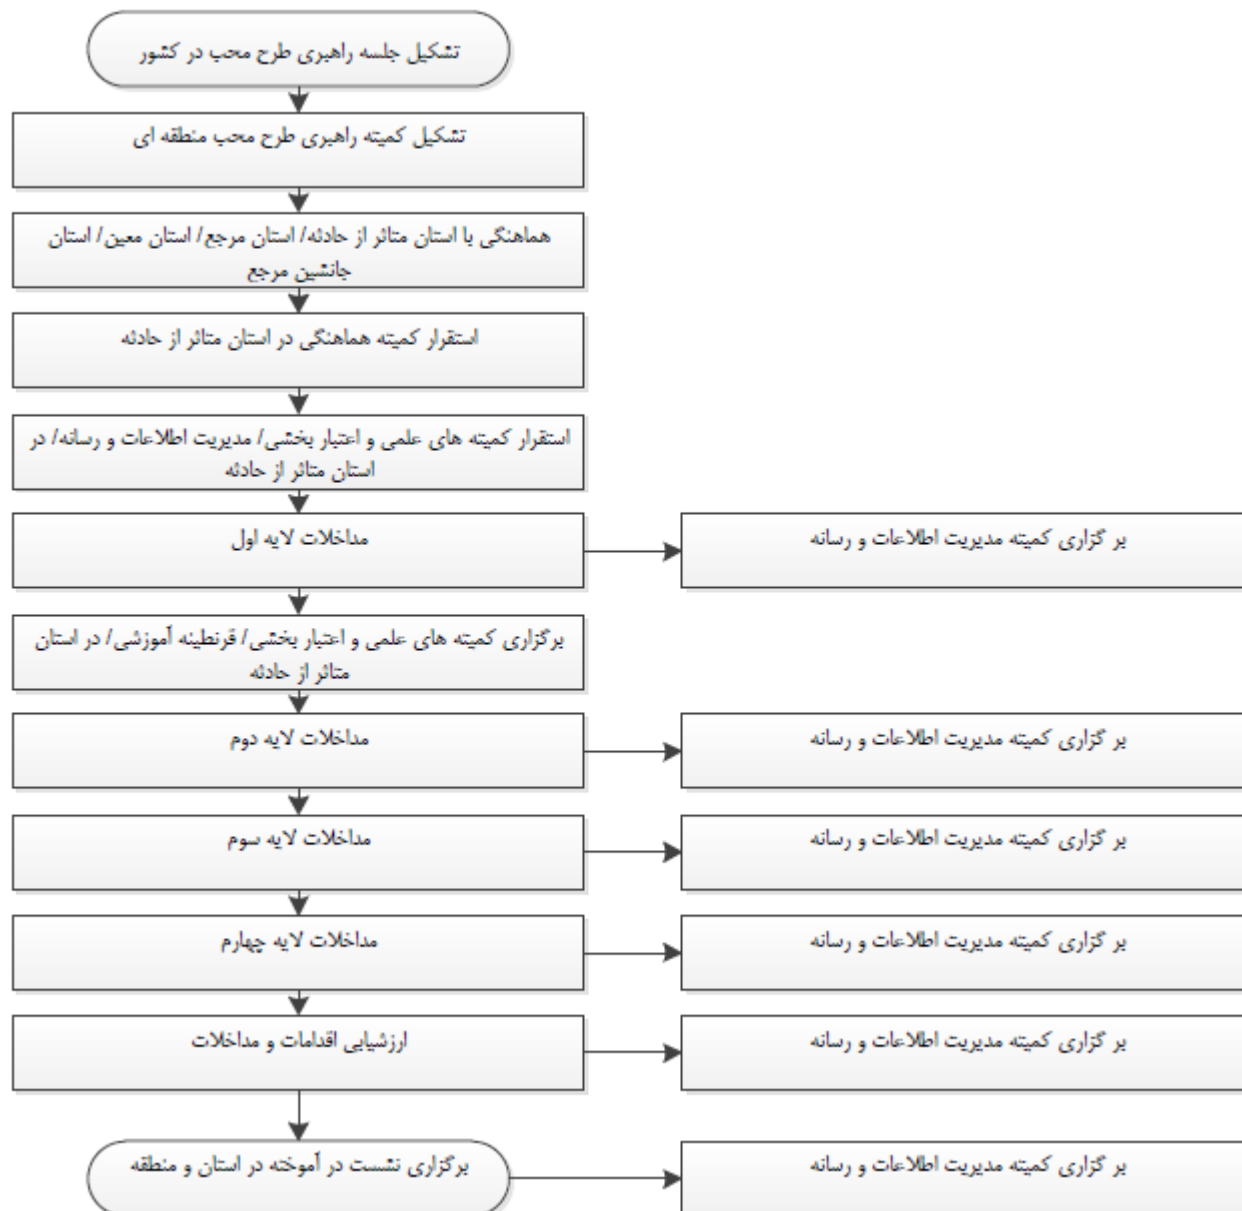 تشکیل جلسه راهبری طرح محب در کشور
تشکیل کمیته راهبری طرح محب منطقه ای
هماهنگی با استان متاثر از حادثه/ استان مرجع/ استان معین/ استان
جانشین مرجع
استقرار کمیته هماهنگی در استان متاثر از حادثه
استقرار کمیته های علمی و اعتبار بخشی/ مدیریت اطلاعات و رسانه/ در
استان متاثر از حادثه
مداخلات لایه اول
بر گزاری کمیته مدیریت اطلاعات و رسانه
برگزاری کمیته های علمی و اعتبار بخشی/ قرنطینه آموزشی/ در استان
متاثر از حادثه
مداخلات لایه دوم
بر گزاری کمیته مدیریت اطلاعات و رسانه
مداخلات لایه سوم
بر گزاری کمیته مدیریت اطلاعات و رسانه
مداخلات لایه چهارم
بر گزاری کمیته مدیریت اطلاعات و رسانه
ارزشیابی اقدامات و مداخلات
بر گزاری کمیته مدیریت اطلاعات و رسانه
برگزاری نشست در آموخته در استان و منطقه
بر گزاری کمیته مدیریت اطلاعات و رسانه